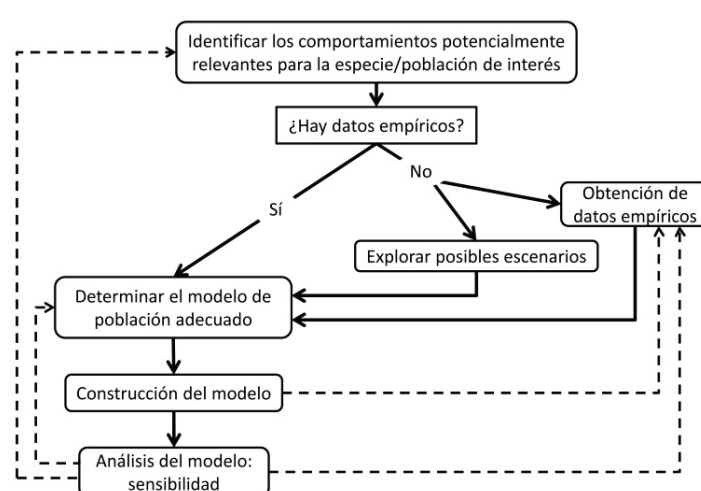 Identificar los comportamientos potencialmente
relevantes para la especie/población de interés
¿Hay datos empíricos?
No
Sí
Obtención de
datos empíricos
Explorar posibles escenarios
Determinar el modelo de
población adecuado
Construcción del modelo
Análisis del modelo:
sensibilidad